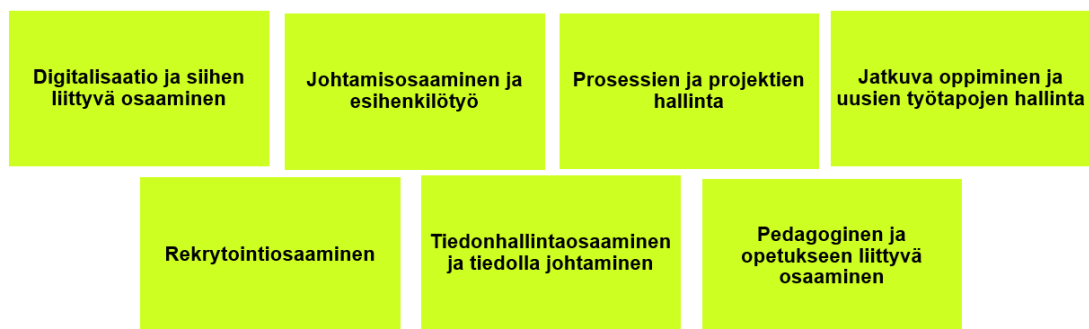 Digitalisaatio ja siihen
liittyvä osaaminen
Johtamisosaaminen ja
esihenkilötyö
Prosessien ja projektien
hallinta
Jatkuva oppiminen ja
uusien työtapojen hallinta
Rekrytointiosaaminen
Tiedonhallintaosaaminen
ja tiedolla johtaminen
Pedagoginen ja
opetukseen liittyvä
osaaminen